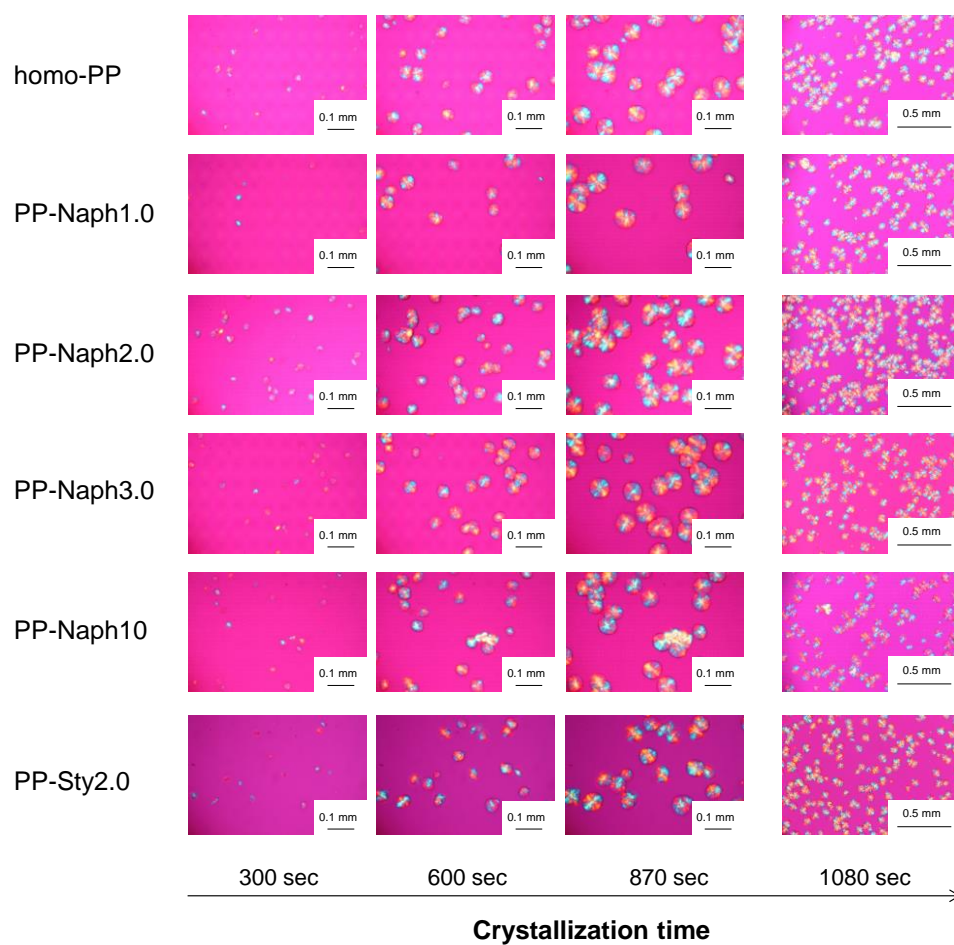 homo-PP
0.1 mm
0.1 mm
0.1 mm
0.5 mm
PP-Naph1.0
0.1 mm
0.1 mm
0.1 mm
0.5 mm
PP-Naph2.0
0.1 mm
0.1 mm
0.1 mm
0.5 mm
PP-Naph3.0
0.1 mm
0.1 mm
0.1 mm
0.5 mm
PP-Naph10
0.1 mm
0.1 mm
0.1 mm
0.5 mm
PP-Sty2.0
0.1 mm
0.1 mm
0.1 mm
0.5 mm
300 sec
600 sec
870 sec
1080 sec
Crystallization time